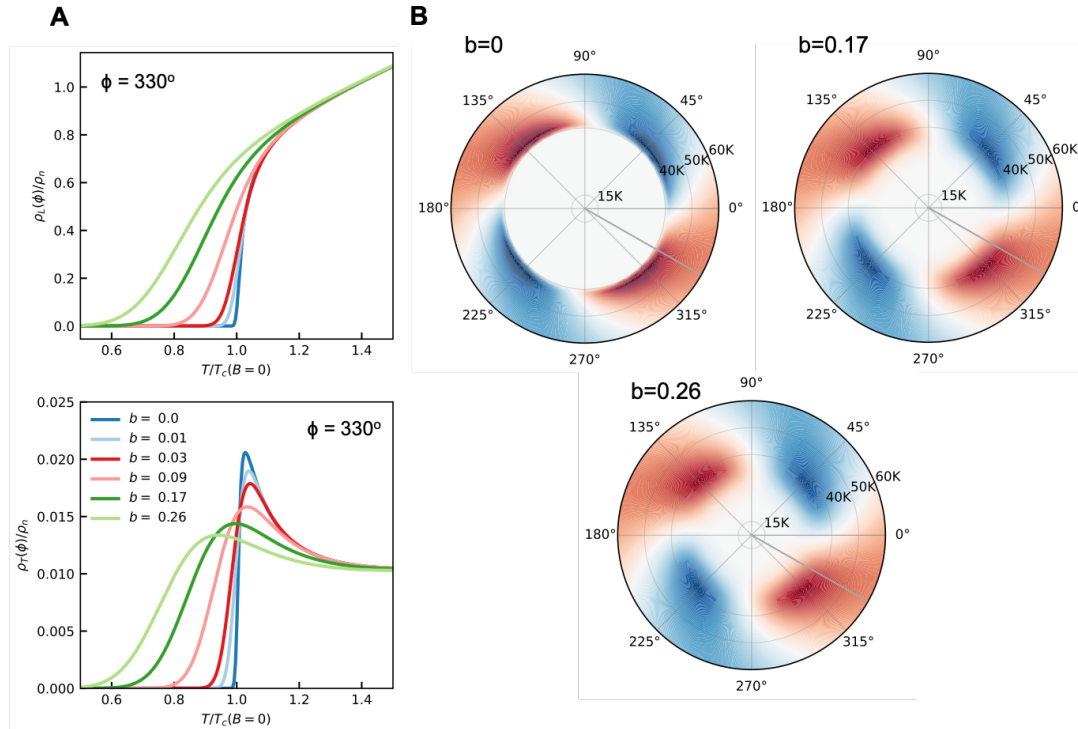 A
ϕ = 330°
1.0
0.8
0.6
0.4
0.2
0.0
ρL(ϕ)/ρn
0.6 0.8 1.0 1.2 1.4
T/Tc(B = 0)
0.025
0.020
0.015
0.010
0.005
0.000
ρT(ϕ)/ρn
b = 0.0
b = 0.01
b = 0.03
b = 0.09
b = 0.17
b = 0.26
ϕ = 330°
0.6 0.8 1.0 1.2 1.4
T/Tc(B = 0)
B
b=0
90°
135° 45°
60K
50K
40K
15K
180° 0°
225° 315°
270°
b=0.17
90°
135° 45°
60K
50K
40K
15K
180° 0°
225° 315°
270°
b=0.26
90°
135° 45°
60K
50K
40K
15K
180° 0°
225° 315°
270°